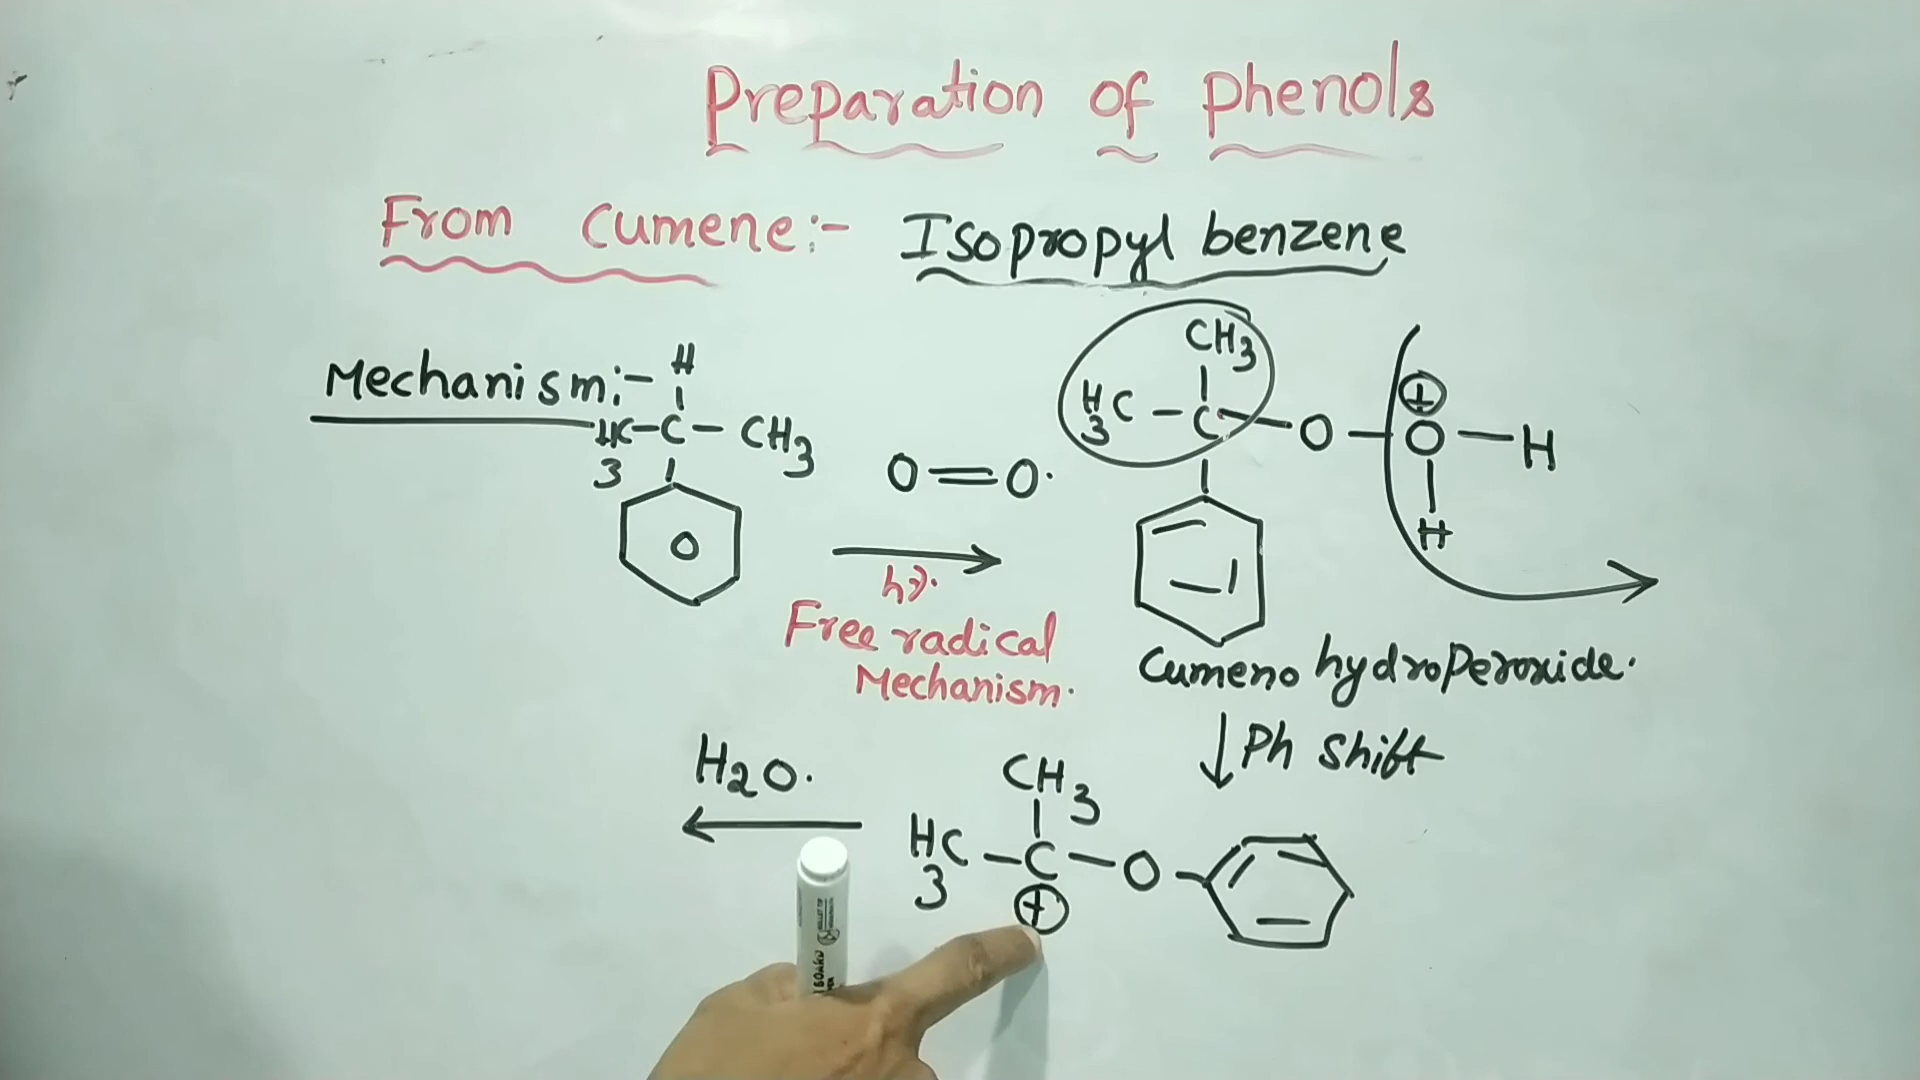 Preparation of phenols
From Cumene:- Isopropyl benzene
Mechanism:-
H
H3C-C-CH3
O=O.
hν.
Free radical
Mechanism.
CH3
H3C-C-O-O-H
⊕
H
Cumeno hydroperoxide.
↓ Ph shift
H2O.
CH3
H3C-C-O
⊕
BOARD